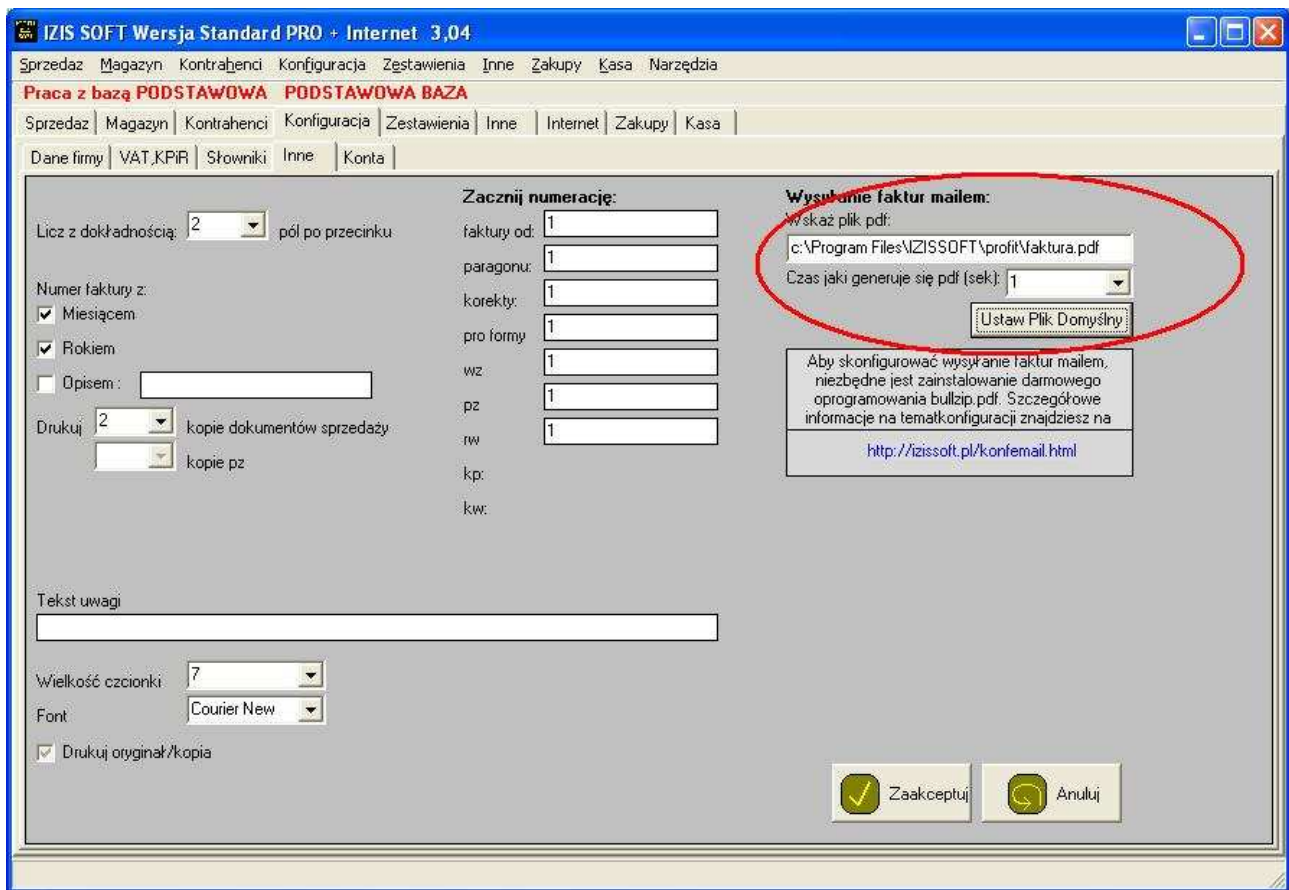 IZIS SOFT Wersja Standard PRO + Internet 3,04
Sprzedaz Magazyn Kontrahenci Konfiguracja Zestawienia Inne Zakupy Kasa Narzędzia
Praca z bazą PODSTAWOWA PODSTAWOWA BAZA
Sprzedaz Magazyn Kontrahenci Konfiguracja Zestawienia Inne Internet Zakupy Kasa
Dane firmy VAT,KPiR Słowniki Inne Konta
Licz z dokładnością: 2 pól po przecinku
Numer faktury z:
Miesiącem
Rokiem
Opisem :
Drukuj 2 kopie dokumentów sprzedaży
kopie pz
Zacznij numerację:
faktury od: 1
paragonu: 1
korekty: 1
pro formy 1
wz 1
pz 1
rw 1
kp:
kw:
Wysyłanie faktur mailem:
Wskaż plik pdf:
c:\Program Files\IZISSOFT\profit\faktura.pdf
Czas jaki generuje się pdf (sek): 1
Ustaw Plik Domyślny
Aby skonfigurować wysyłanie faktur mailem,
niezbędne jest zainstalowanie darmowego
oprogramowania bullzip.pdf. Szczegółowe
informacje na tematkonfiguracji znajdziesz na
http://izissoft.pl/konfemail.html
Tekst uwagi
Wielkość czcionki 7
Font Courier New
Drukuj oryginał/kopia
Zaakceptuj Anuluj